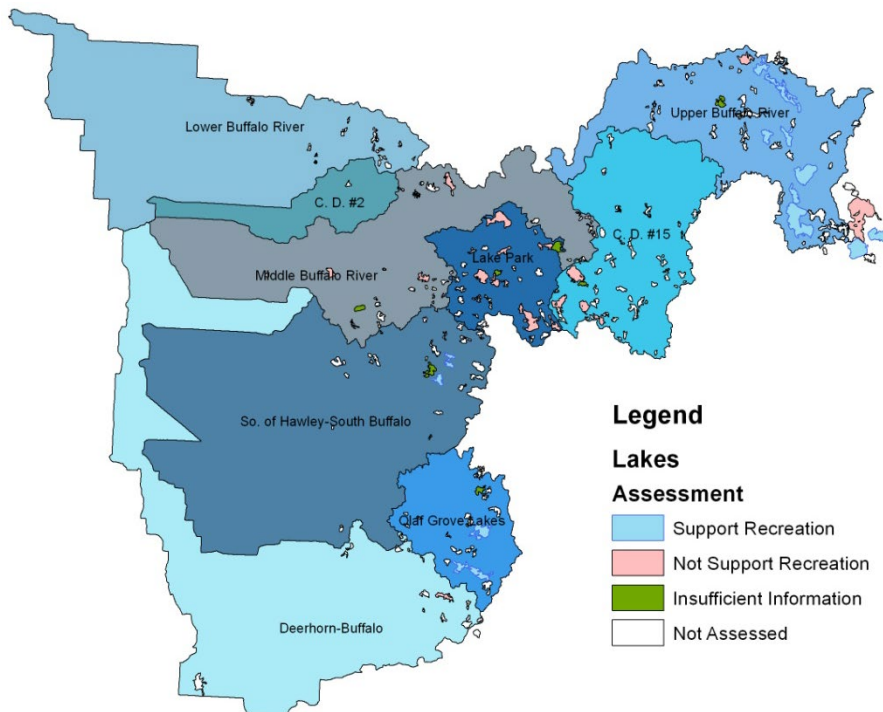 Lower Buffalo River
Upper Buffalo River
C. D. #2
C. D. #15
Lake Park
Middle Buffalo River
So. of Hawley-South Buffalo
Olaf Grove Lakes
Deerhorn-Buffalo
Legend
Lakes
Assessment
Support Recreation
Not Support Recreation
Insufficient Information
Not Assessed